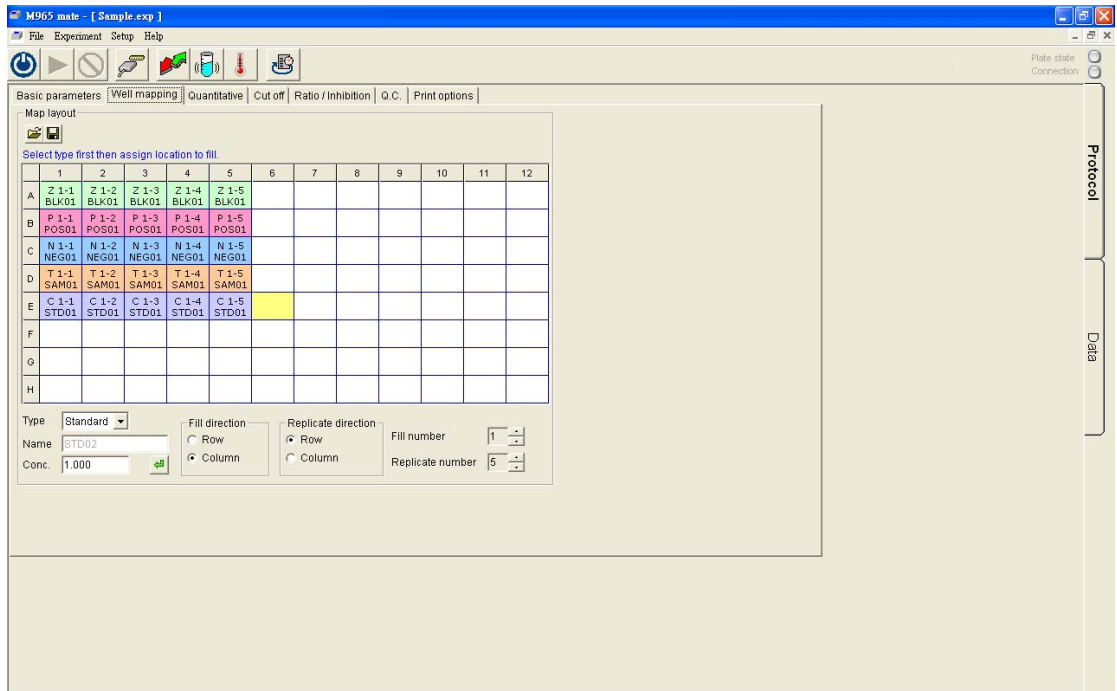 M965 mate - [ Sample.exp ]
File Experiment Setup Help
Plate state
Connection
Basic parameters Well mapping Quantitative Cut off Ratio / Inhibition Q.C. Print options
Map layout
Select type first then assign location to fill.
1 2 3 4 5 6 7 8 9 10 11 12
A Z 1-1 Z 1-2 Z 1-3 Z 1-4 Z 1-5
BLK01 BLK01 BLK01 BLK01 BLK01
B P 1-1 P 1-2 P 1-3 P 1-4 P 1-5
POS01 POS01 POS01 POS01 POS01
C N 1-1 N 1-2 N 1-3 N 1-4 N 1-5
NEG01 NEG01 NEG01 NEG01 NEG01
D T 1-1 T 1-2 T 1-3 T 1-4 T 1-5
SAM01 SAM01 SAM01 SAM01 SAM01
E C 1-1 C 1-2 C 1-3 C 1-4 C 1-5
STD01 STD01 STD01 STD01 STD01
F
G
H
Type Standard
Name STD02
Conc. 1.000
Fill direction
Row
Column
Replicate direction
Row
Column
Fill number 1
Replicate number 5
Protocol
Data